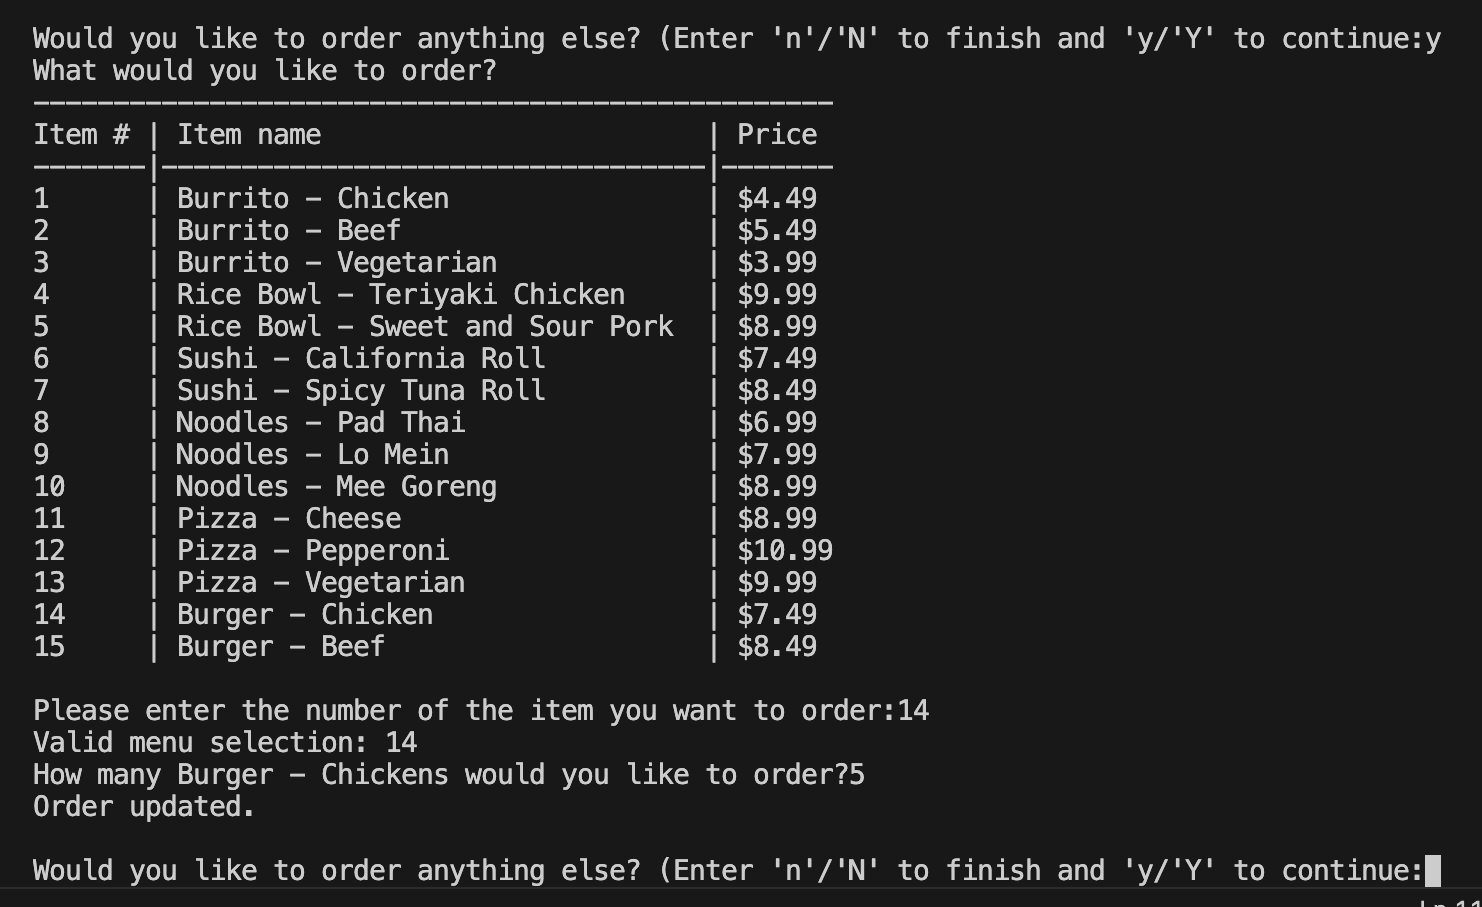 Would you like to order anything else? (Enter 'n'/'N' to finish and 'y/'Y' to continue:y
What would you like to order?
--------------------------------------------------
Item # | Item name                        | Price
-------|----------------------------------|-------
1      | Burrito - Chicken                | $4.49
2      | Burrito - Beef                   | $5.49
3      | Burrito - Vegetarian             | $3.99
4      | Rice Bowl - Teriyaki Chicken     | $9.99
5      | Rice Bowl - Sweet and Sour Pork  | $8.99
6      | Sushi - California Roll          | $7.49
7      | Sushi - Spicy Tuna Roll          | $8.49
8      | Noodles - Pad Thai               | $6.99
9      | Noodles - Lo Mein                | $7.99
10     | Noodles - Mee Goreng             | $8.99
11     | Pizza - Cheese                   | $8.99
12     | Pizza - Pepperoni                | $10.99
13     | Pizza - Vegetarian               | $9.99
14     | Burger - Chicken                 | $7.49
15     | Burger - Beef                    | $8.49
Please enter the number of the item you want to order:14
Valid menu selection: 14
How many Burger - Chickens would you like to order?5
Order updated.
Would you like to order anything else? (Enter 'n'/'N' to finish and 'y/'Y' to continue: